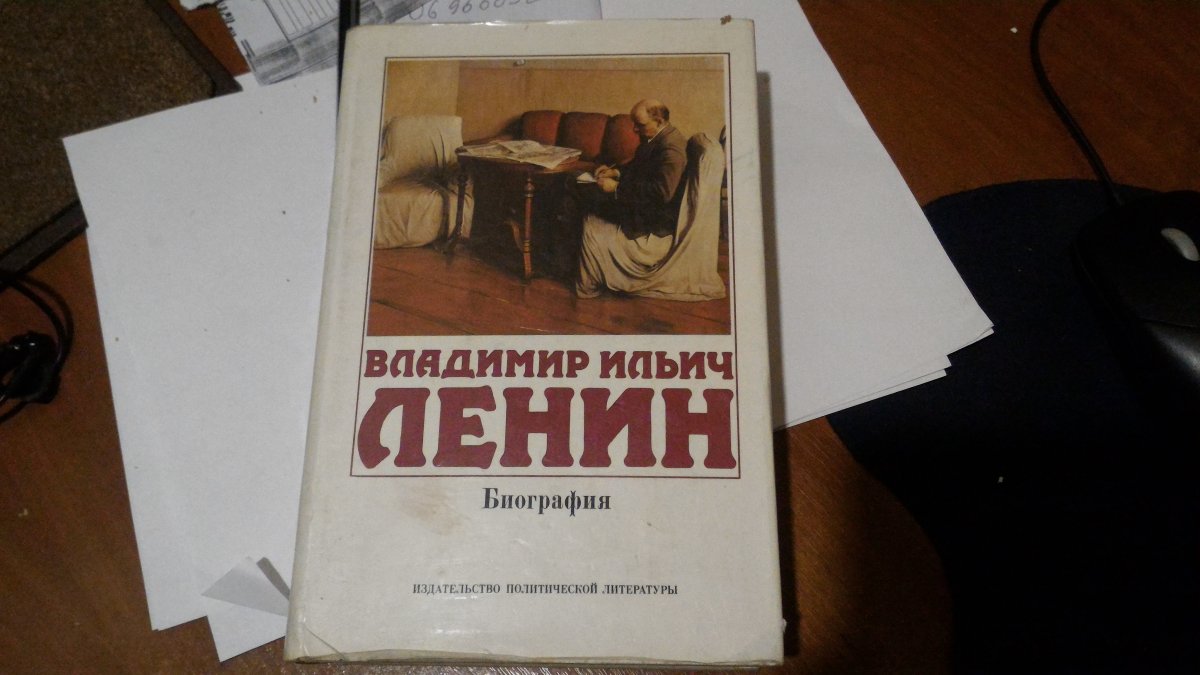 ВЛАДИМИР ИЛЬИЧ
ЛЕНИН
Биография
ИЗДАТЕЛЬСТВО ПОЛИТИЧЕСКОЙ ЛИТЕРАТУРЫ